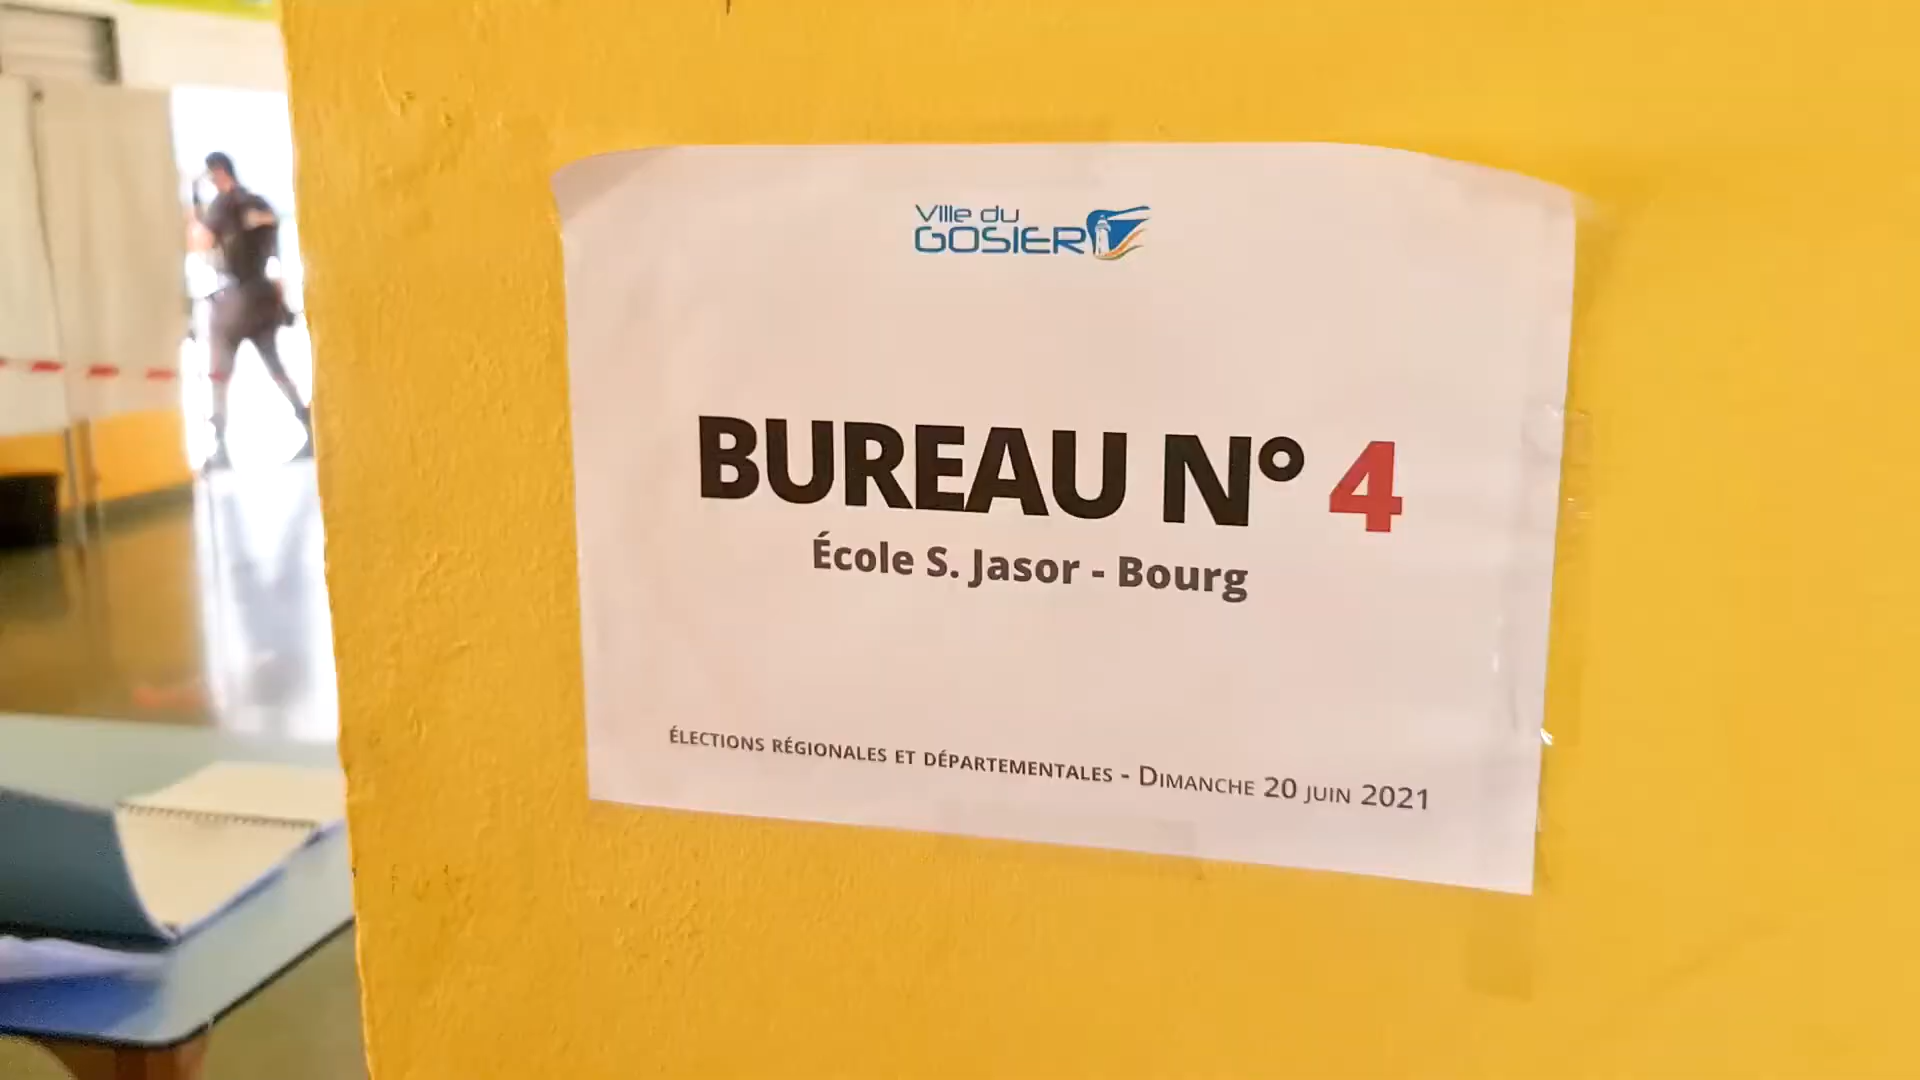 Ville du
GOSIER
BUREAU N° 4
École S. Jasor - Bourg
ÉLECTIONS RÉGIONALES ET DÉPARTEMENTALES - DIMANCHE 20 JUIN 2021